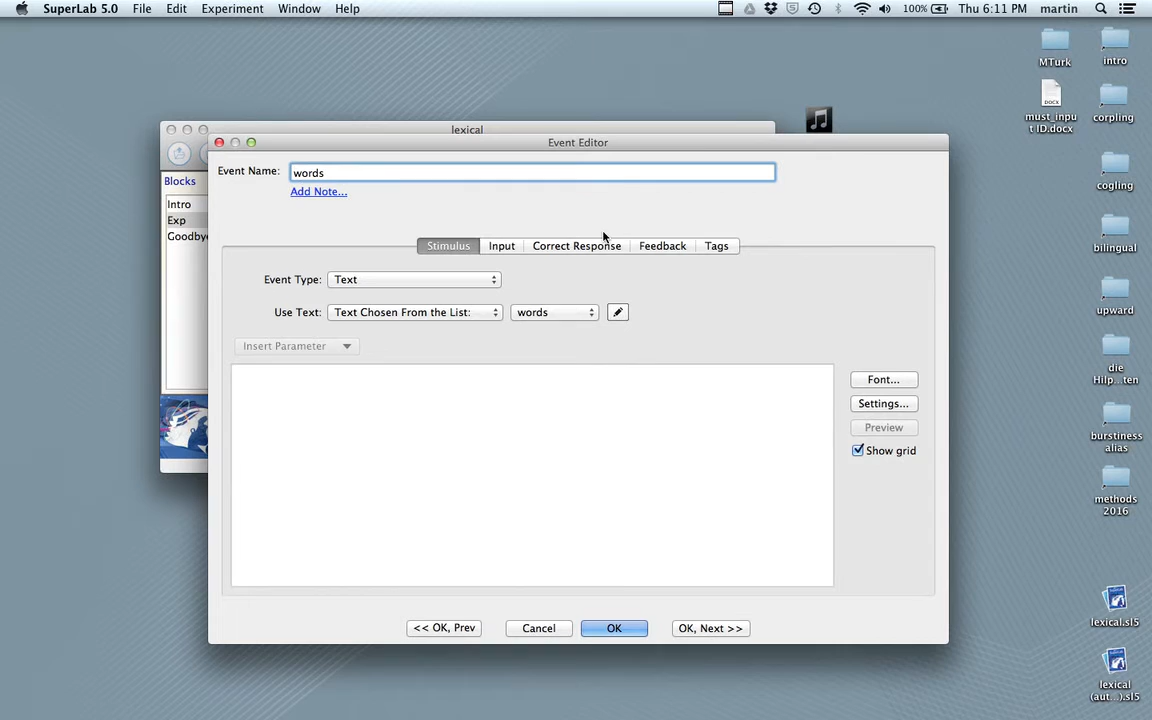 SuperLab 5.0 File Edit Experiment Window Help 100% Thu 6:11 PM martin
MTurk
intro
must_inpu
t ID.docx
corpling
lexical
Event Editor
Event Name: words
Add Note...
Blocks
Intro
Exp
Goodbye
cogling
bilingual
Stimulus Input Correct Response Feedback Tags
Event Type: Text
Use Text: Text Chosen From the List: words
upward
Insert Parameter
die
Hilp...ten
Font...
Settings...
Preview
Show grid
burstiness
alias
methods
2016
lexical.sl5
<< OK, Prev Cancel OK OK, Next >>
lexical
(aut...).sl5